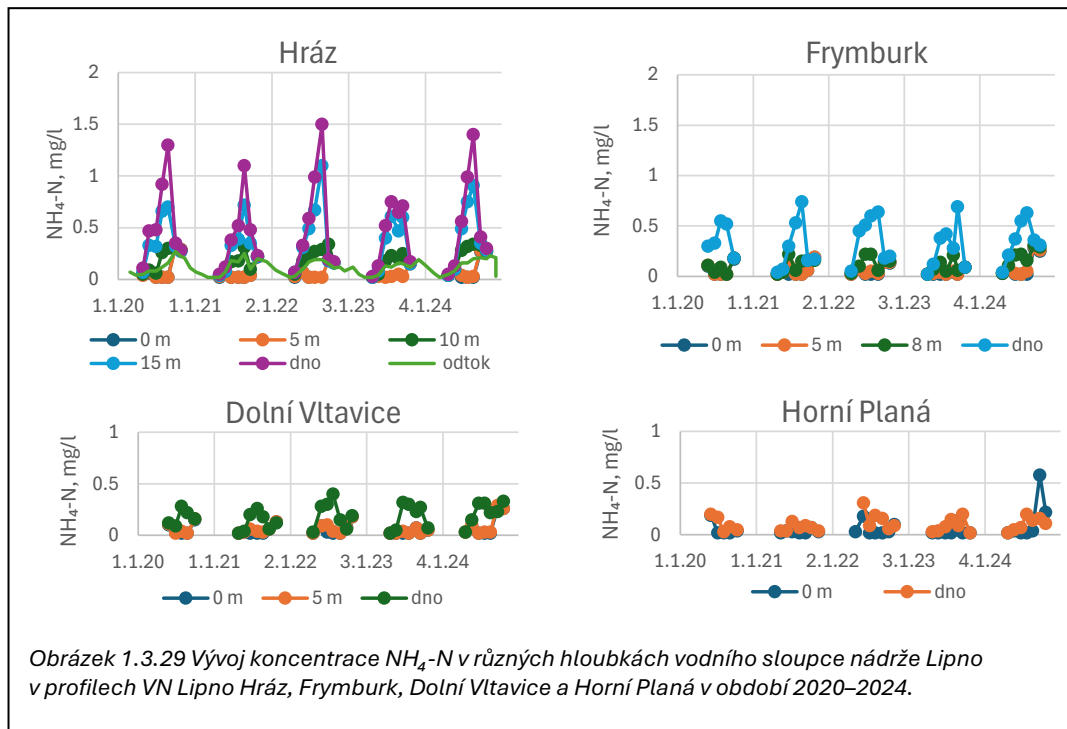 Hráz
NH₄-N, mg/l
2
1.5
1
0.5
0
1.1.20
1.1.21
2.1.22
3.1.23
4.1.24
0 m
5 m
10 m
15 m
dno
odtok
Frymburk
NH₄-N, mg/l
2
1.5
1
0.5
0
1.1.20
1.1.21
2.1.22
3.1.23
4.1.24
0 m
5 m
8 m
dno
Dolní Vltavice
NH₄-N, mg/l
1
0.5
0
1.1.20
1.1.21
2.1.22
3.1.23
4.1.24
0 m
5 m
dno
Horní Planá
NH₄-N, mg/l
1
0.5
0
1.1.20
1.1.21
2.1.22
3.1.23
4.1.24
0 m
dno
Obrázek 1.3.29 Vývoj koncentrace NH₄-N v různých hloubkách vodního sloupce nádrže Lipno
v profilech VN Lipno Hráz, Frymburk, Dolní Vltavice a Horní Planá v období 2020–2024.